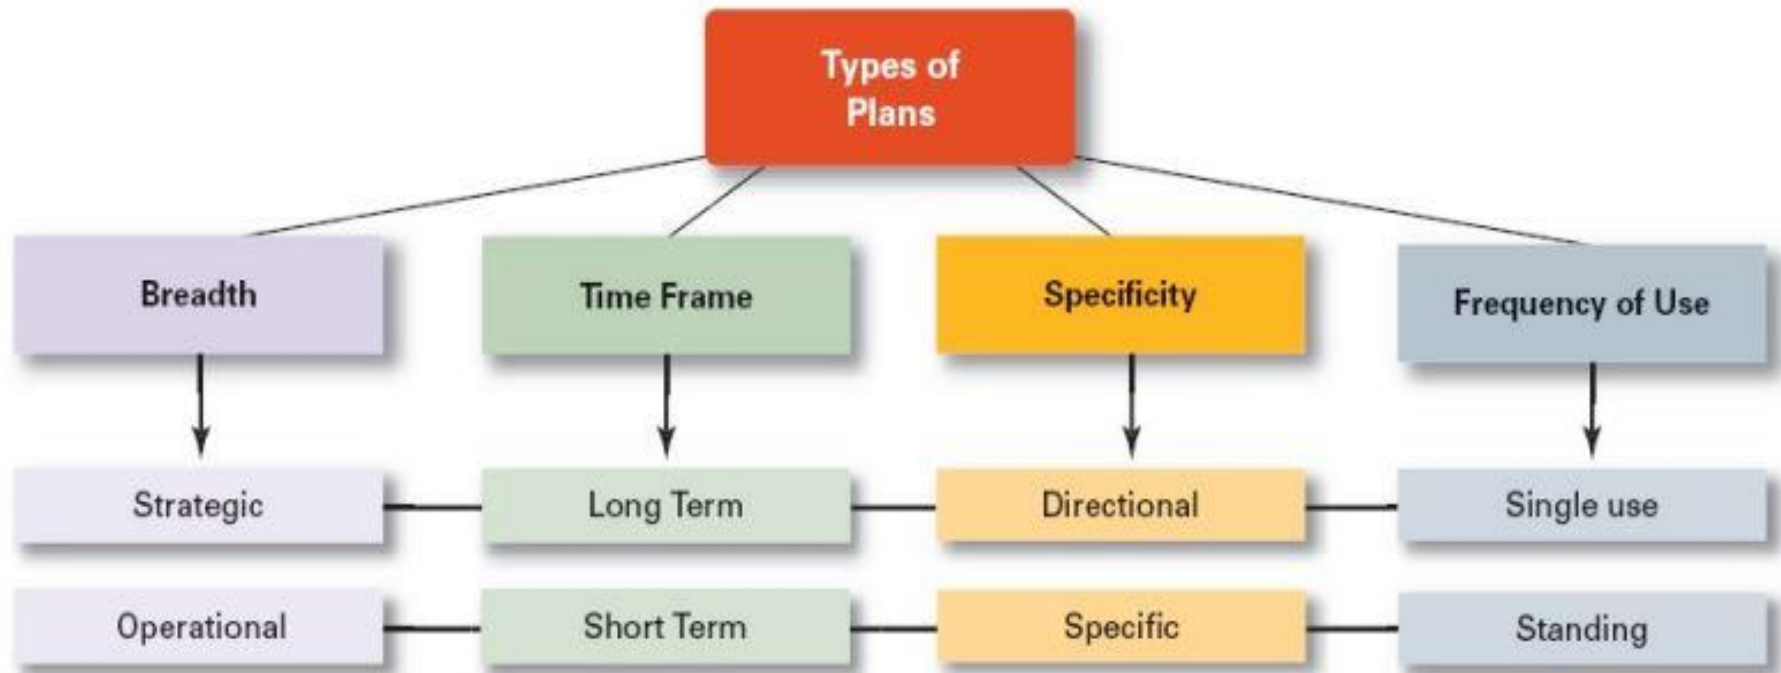 Types of
Plans
Breadth
Time Frame
Specificity
Frequency of Use
Strategic
Long Term
Directional
Single use
Operational
Short Term
Specific
Standing